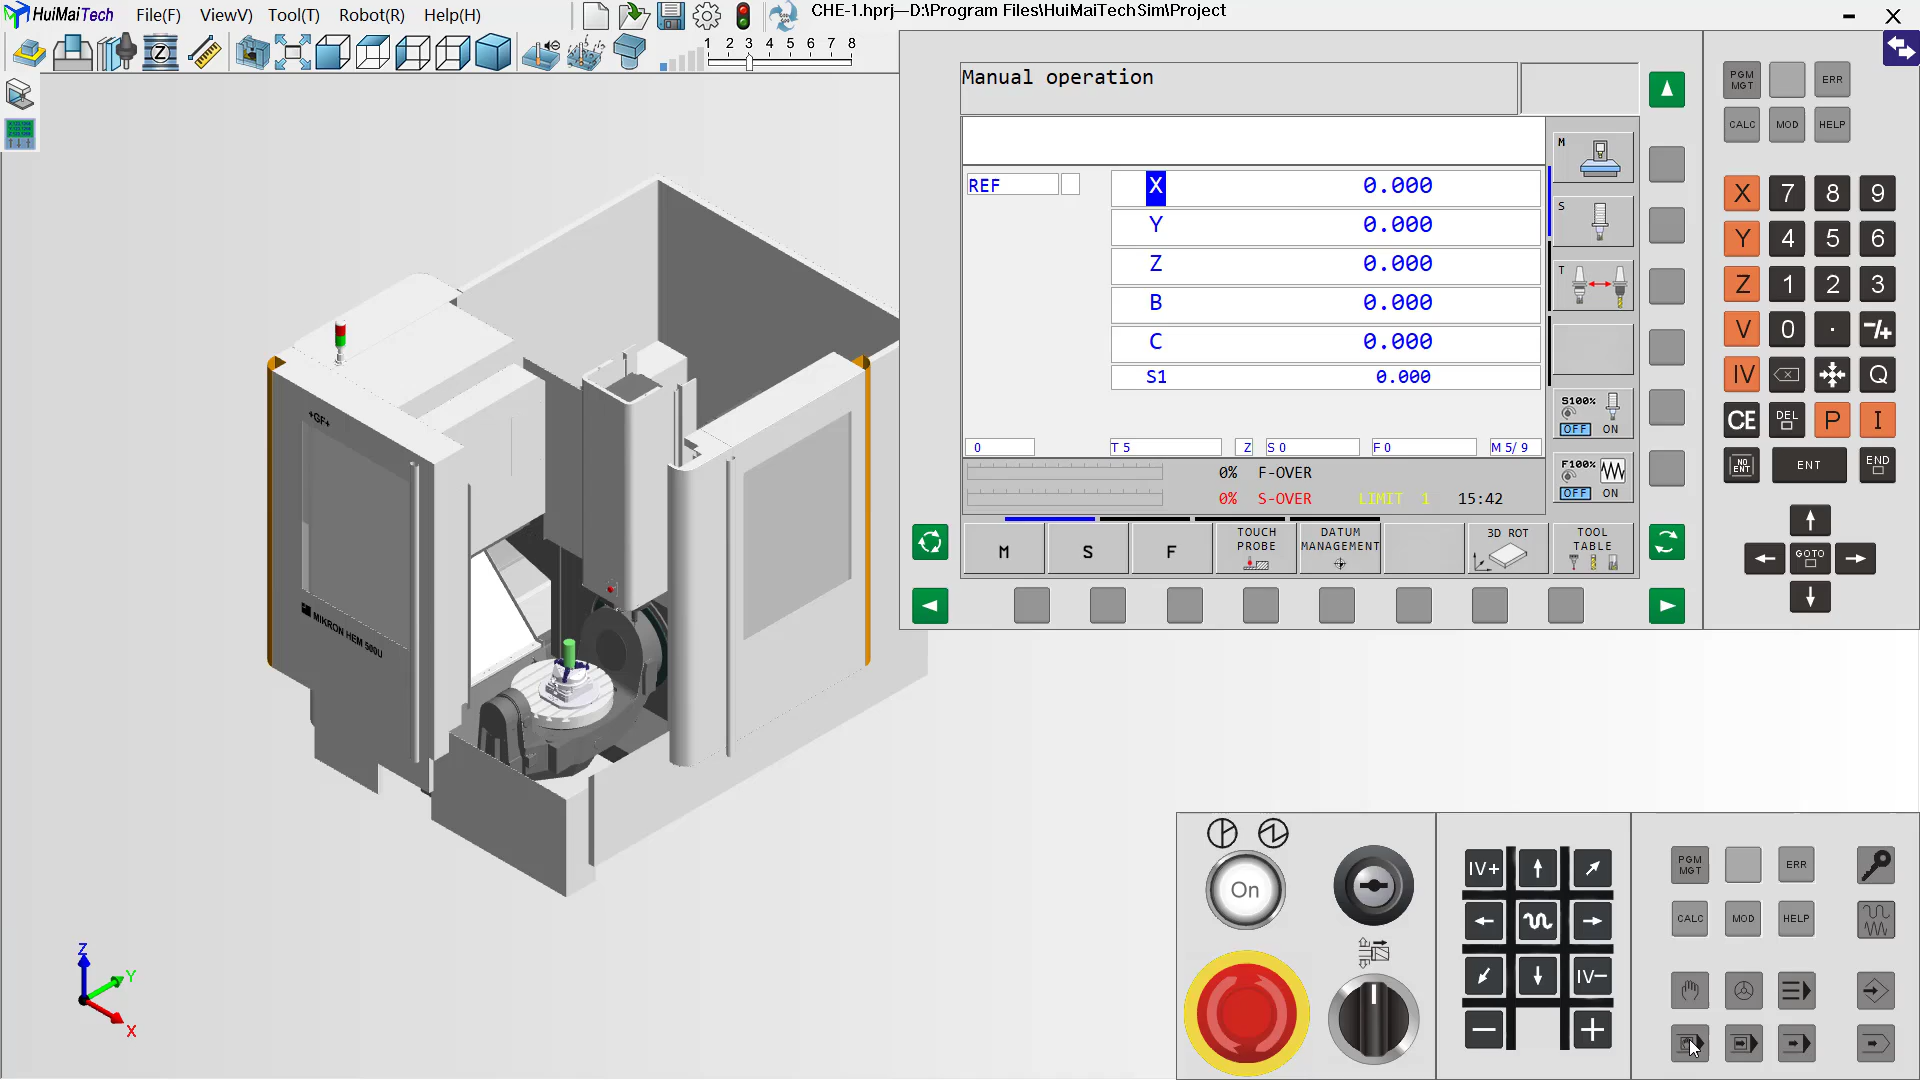 HuiMaiTech File(F) ViewV) Tool(T) Robot(R) Help(H) CHE-1.hprj—D:\Program Files\HuiMaiTechSim\Project
1 2 3 4 5 6 7 8
Z
Manual operation
REF
X 0.000
Y 0.000
Z 0.000
B 0.000
C 0.000
S1 0.000
0 T 5 Z S 0 F 0 M 5/ 9
0% F-OVER
0% S-OVER LIMIT 1 15:42
M S F TOUCH PROBE DATUM MANAGEMENT 3D ROT TOOL TABLE
M
S
T
S100%
OFF ON
F100%
OFF ON
PGM MGT ERR
CALC MOD HELP
X 7 8 9
Y 4 5 6
Z 1 2 3
V 0 . -/+
IV Q
CE DEL P I
NO ENT ENT END
GOTO
+GF+
MIKRON HEM 500U
Z
Y
X
On
IV+
IV-
-
+
PGM MGT ERR
CALC MOD HELP